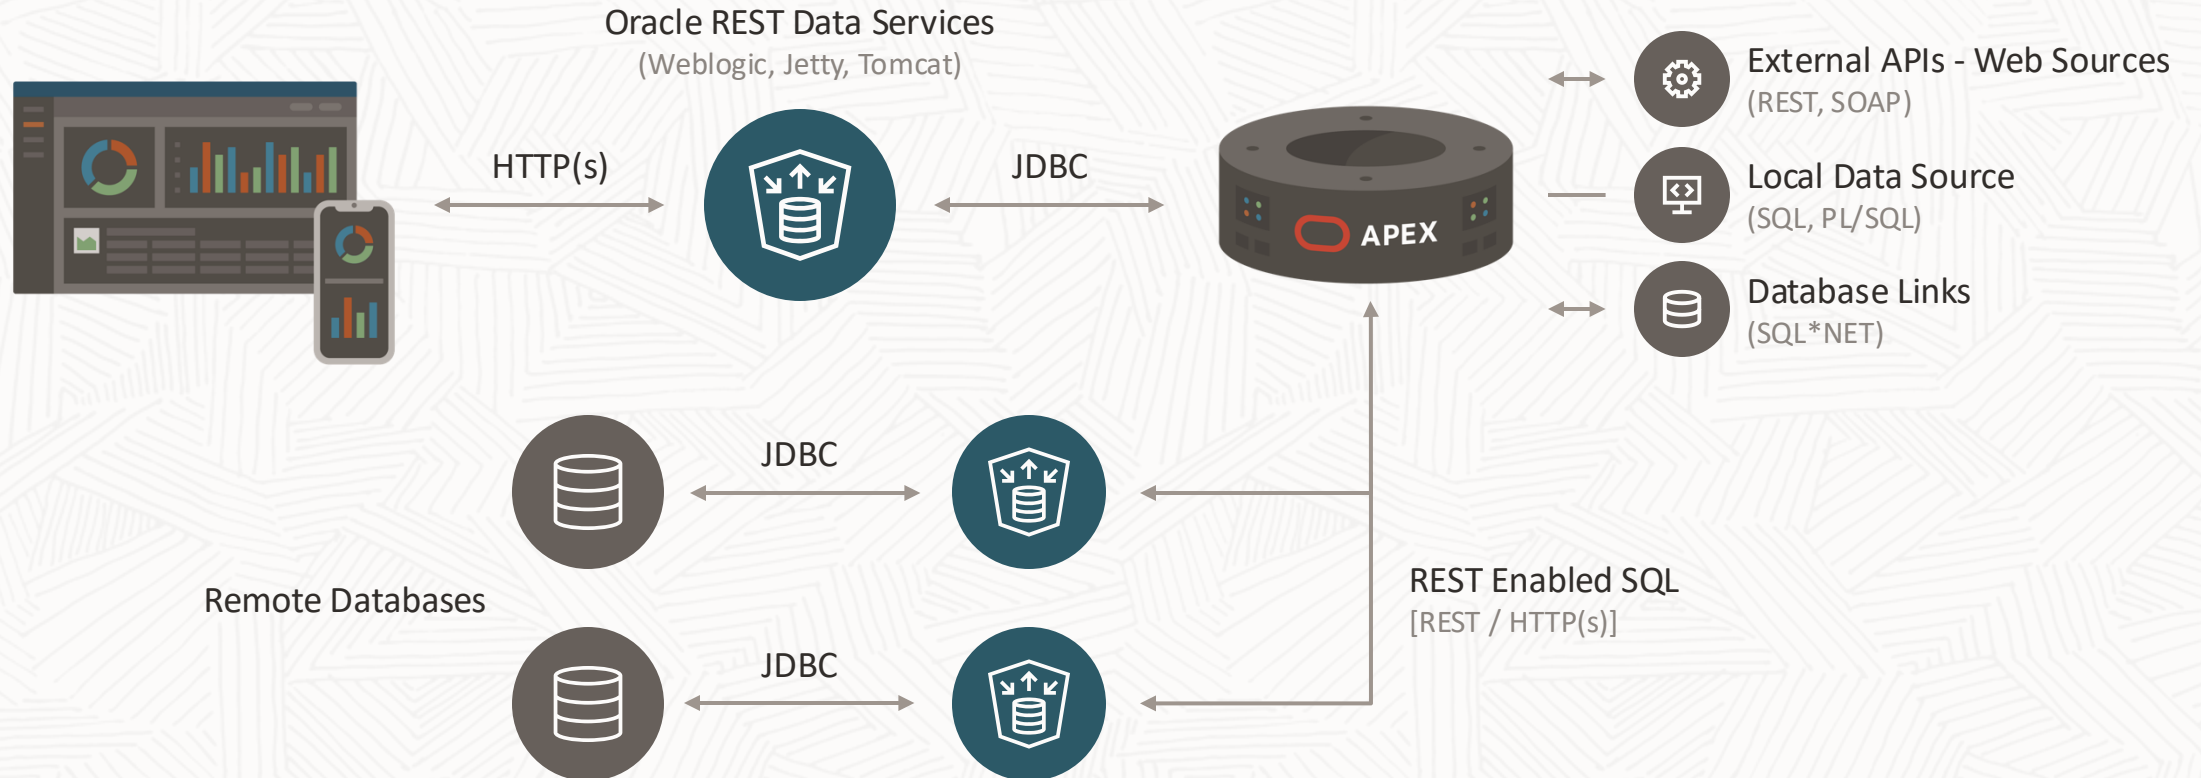 Oracle REST Data Services
(Weblogic, Jetty, Tomcat)
HTTP(s)
JDBC
APEX
External APIs - Web Sources
(REST, SOAP)
Local Data Source
(SQL, PL/SQL)
Database Links
(SQL*NET)
JDBC
Remote Databases
REST Enabled SQL
[REST / HTTP(s)]
JDBC